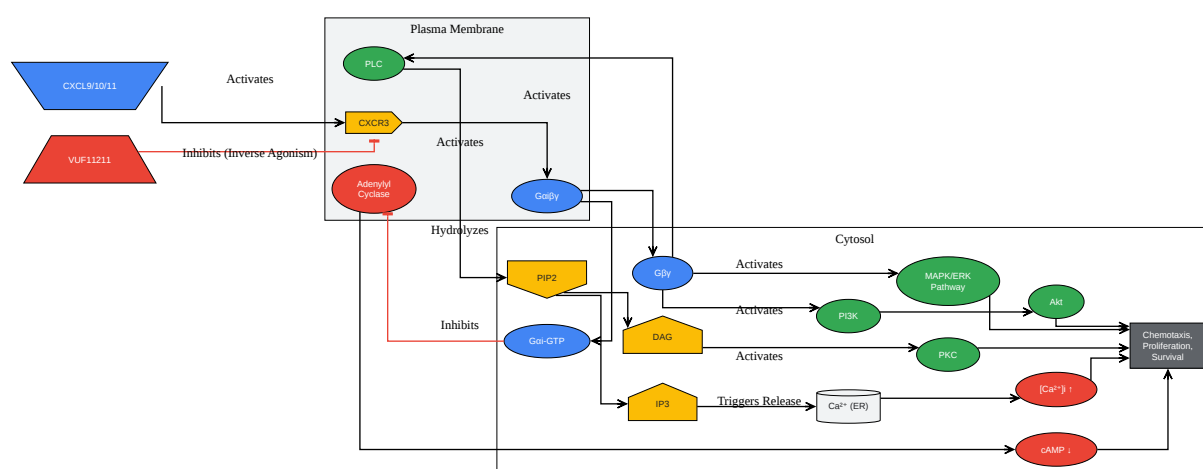 Plasma Membrane
PLC
CXCL9/10/11
Activates
Activates
CXCR3
Activates
VUF11211
Inhibits (Inverse Agonism)
Adenylyl
Cyclase
Gαiβγ
Hydrolyzes
Cytosol
PIP2
Gβγ
Activates
MAPK/ERK
Pathway
Activates
PI3K
Akt
Inhibits
Gαi-GTP
DAG
Activates
PKC
Chemotaxis,
Proliferation,
Survival
IP3
Triggers Release
Ca²⁺ (ER)
[Ca²⁺]i ↑
cAMP ↓